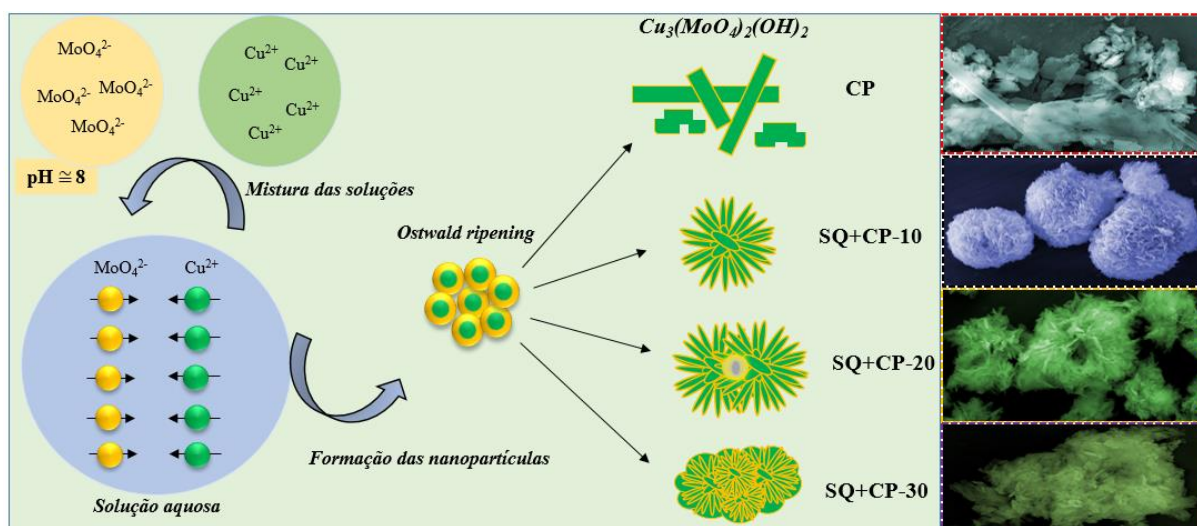 MoO₄²⁻
MoO₄²⁻ MoO₄²⁻
MoO₄²⁻
pH ≅ 8
Cu²⁺
Cu²⁺
Cu²⁺
Cu²⁺
Cu²⁺
Mistura das soluções
MoO₄²⁻ Cu²⁺
Solução aquosa
Formação das nanopartículas
Ostwald ripening
Cu₃(MoO₄)₂(OH)₂
CP
SQ+CP-10
SQ+CP-20
SQ+CP-30